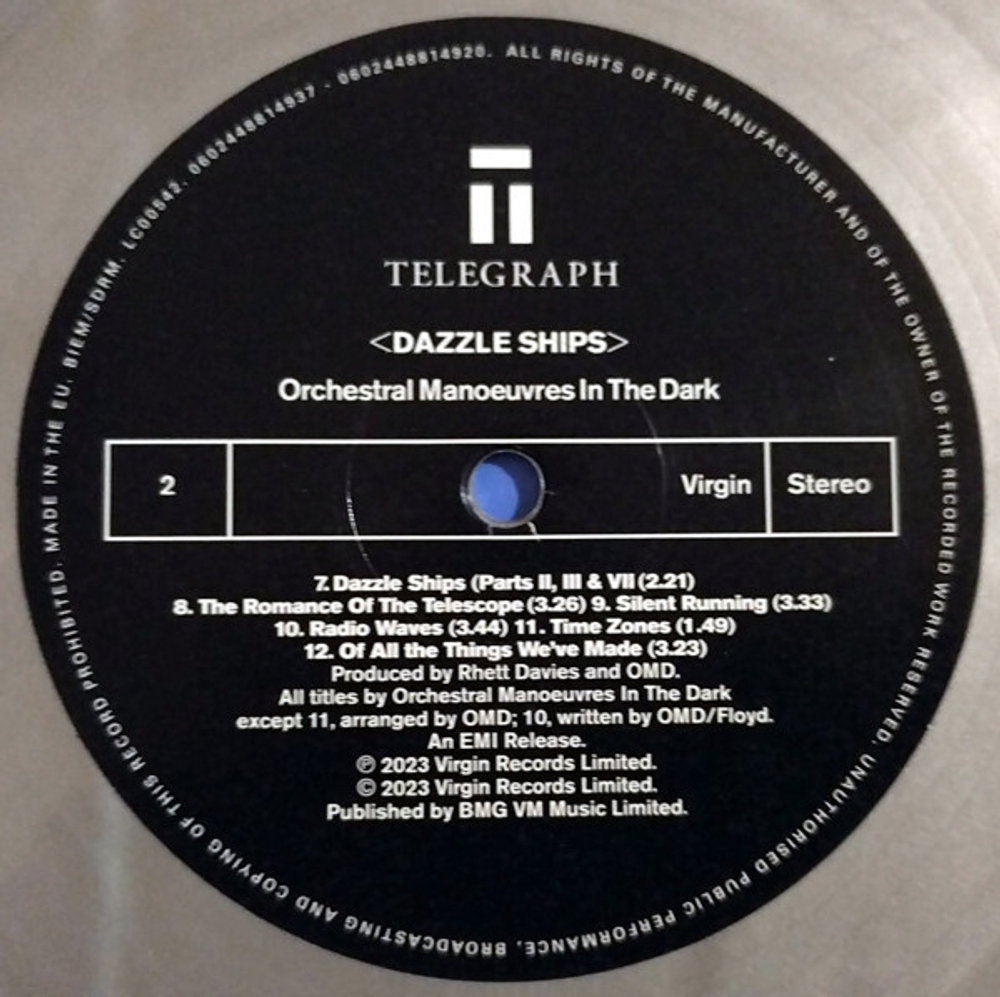 TELEGRAPH
<DAZZLE SHIPS>
Orchestral Manoeuvres In The Dark
2
Virgin
Stereo
7. Dazzle Ships (Parts II, III & VII (2.21)
8. The Romance Of The Telescope (3.26) 9. Silent Running (3.33)
10. Radio Waves (3.44) 11. Time Zones (1.49)
12. Of All the Things We've Made (3.23)
Produced by Rhett Davies and OMD.
All titles by Orchestral Manoeuvres In The Dark
except 11, arranged by OMD; 10, written by OMD/Floyd.
An EMI Release.
℗ 2023 Virgin Records Limited.
© 2023 Virgin Records Limited.
Published by BMG VM Music Limited.
ALL RIGHTS OF THE MANUFACTURER AND OF THE OWNER OF THE RECORDED WORK RESERVED. UNAUTHORISED PUBLIC PERFORMANCE, BROADCASTING AND COPYING OF THIS RECORD PROHIBITED. MADE IN THE EU. BIEM/SDRM. LC00542. 0602448814937 - 0602448814920.